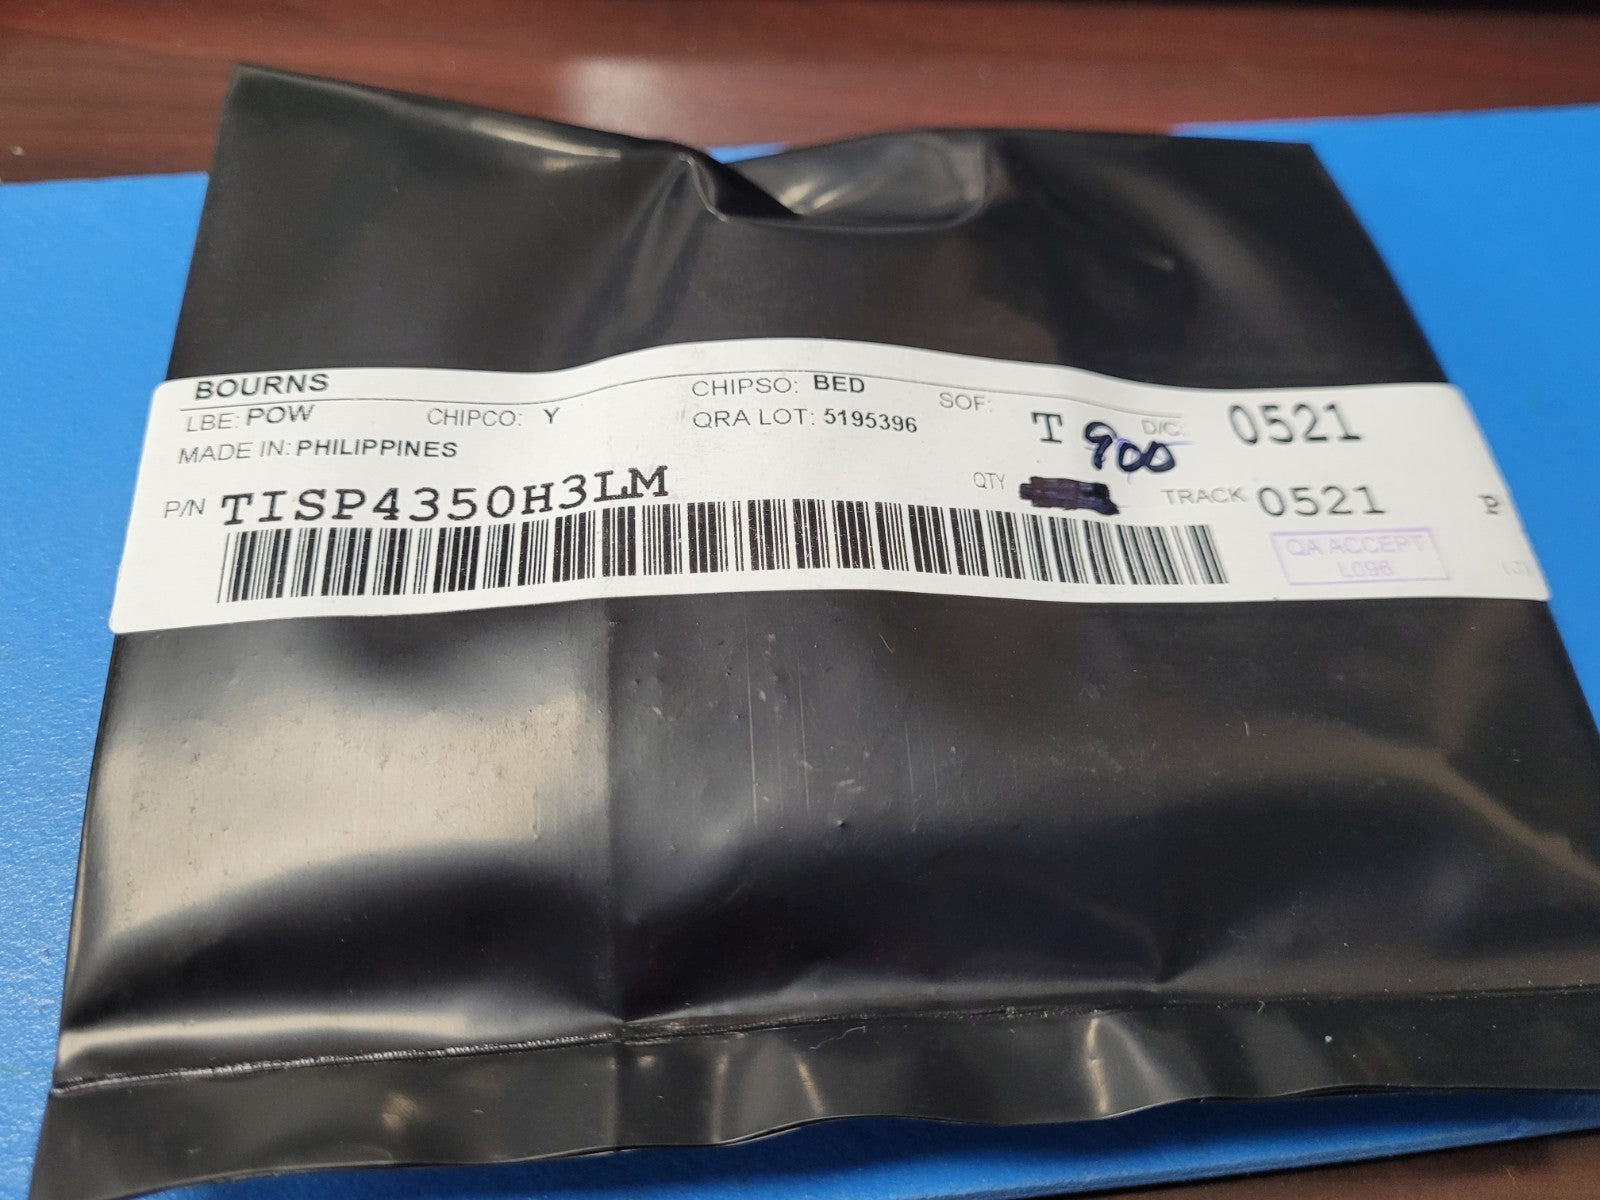 BOURNS
LBE: POW CHIPCO: Y CHIPSO: BED SOF:
MADE IN: PHILIPPINES QRA LOT: 5195396 T 900 D/C: 0521
P/N TISP4350H3LM QTY TRACK 0521 P
QA ACCEPT
L096